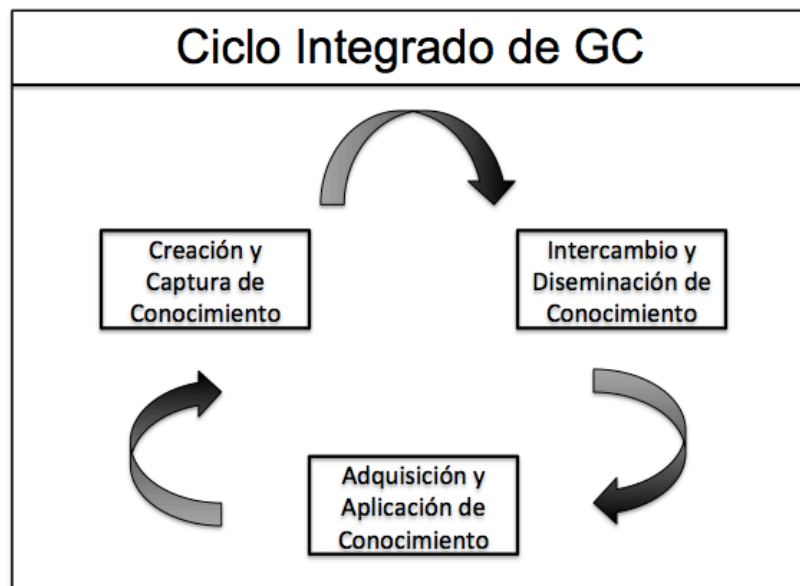 Ciclo Integrado de GC
Creación y
Captura de
Conocimiento
Intercambio y
Diseminación de
Conocimiento
Adquisición y
Aplicación de
Conocimiento